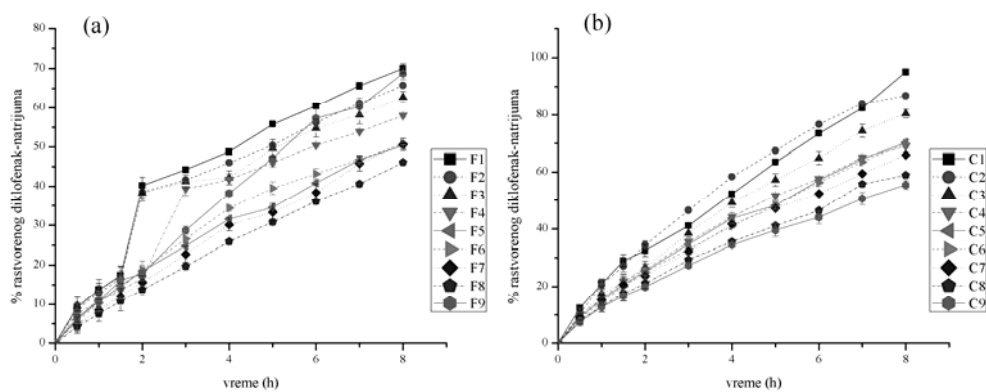 (a)
% rastvorenog diklofenak-natrijuma
80
70
60
50
40
30
20
10
0
0
2
4
6
8
vreme (h)
F1
F2
F3
F4
F5
F6
F7
F8
F9
(b)
% rastvorenog diklofenak-natrijuma
100
80
60
40
20
0
0
2
4
6
8
vreme (h)
C1
C2
C3
C4
C5
C6
C7
C8
C9